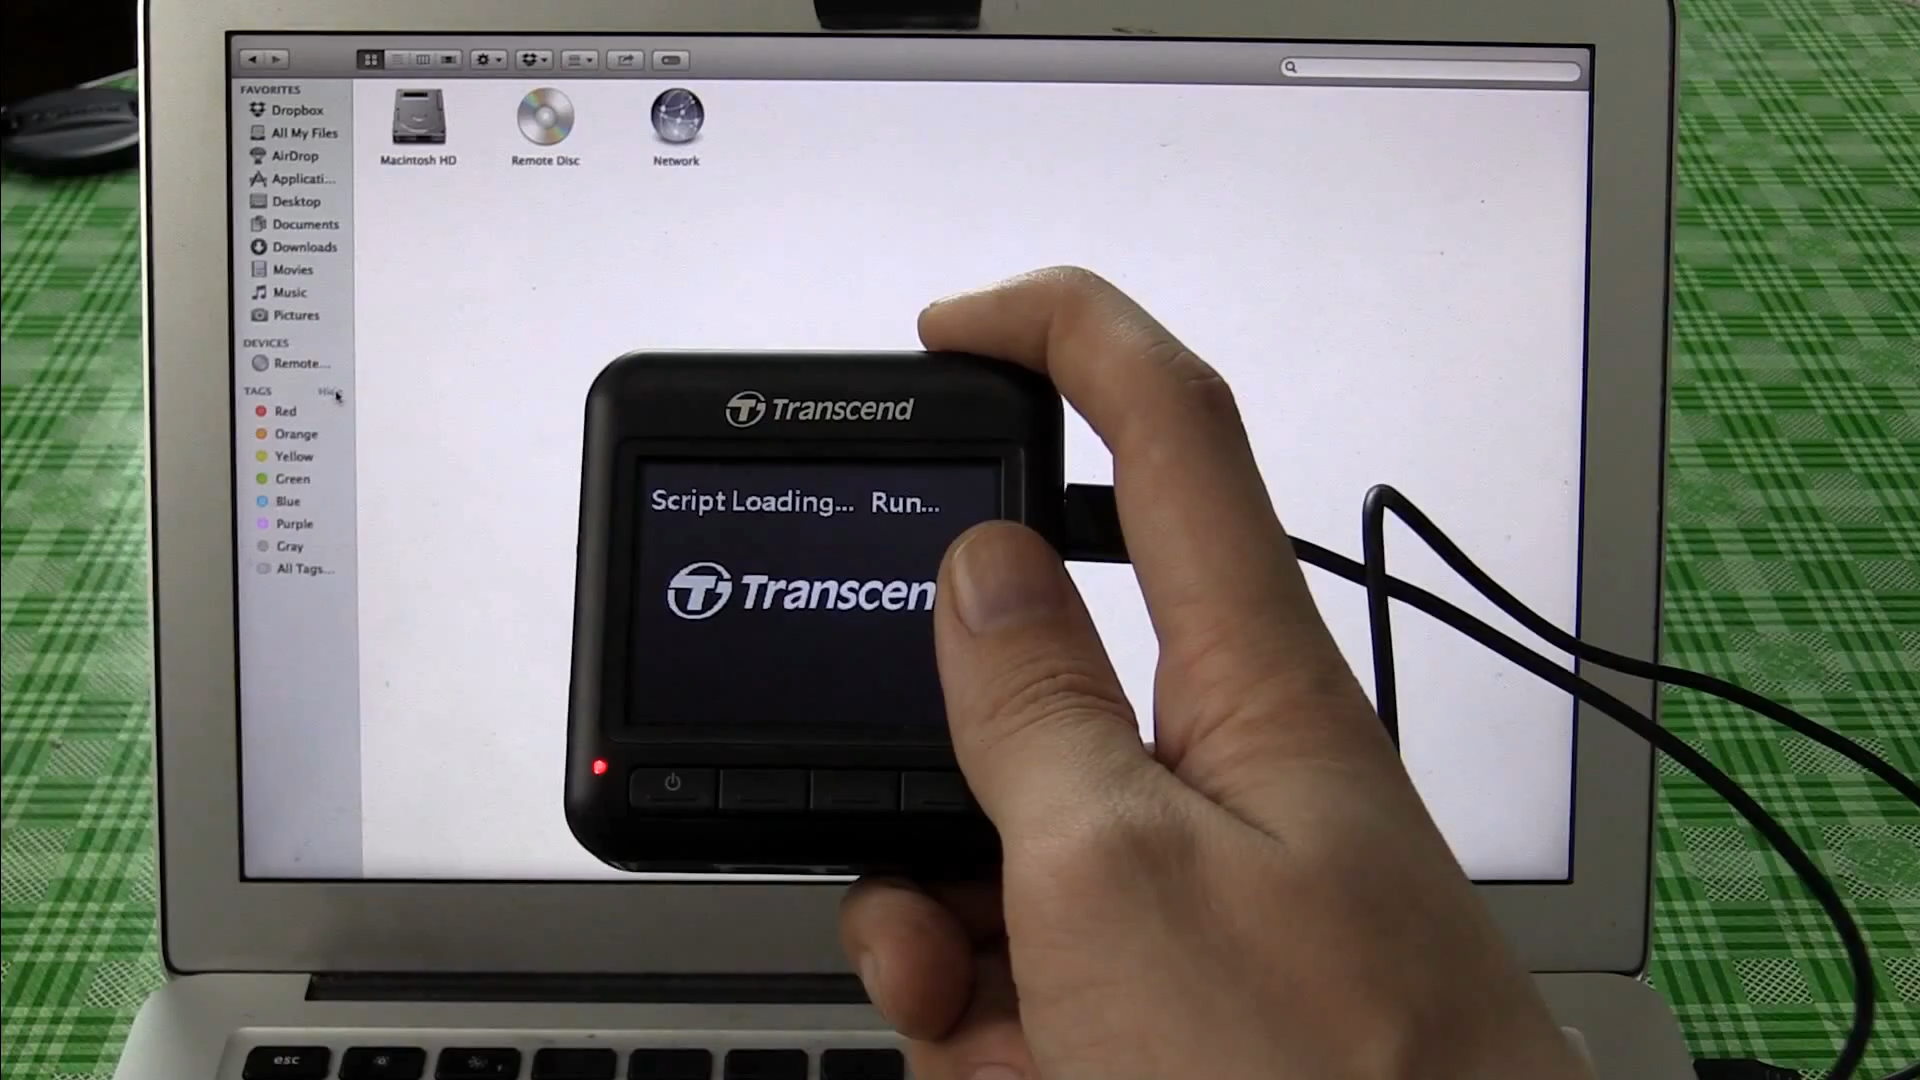 FAVORITES
Dropbox
All My Files
AirDrop
Applicati...
Desktop
Documents
Downloads
Movies
Music
Pictures
DEVICES
Remote...
TAGS
Red
Orange
Yellow
Green
Blue
Purple
Gray
All Tags...
Macintosh HD
Remote Disc
Network
Transcend
Script Loading... Run...
Transcen
esc